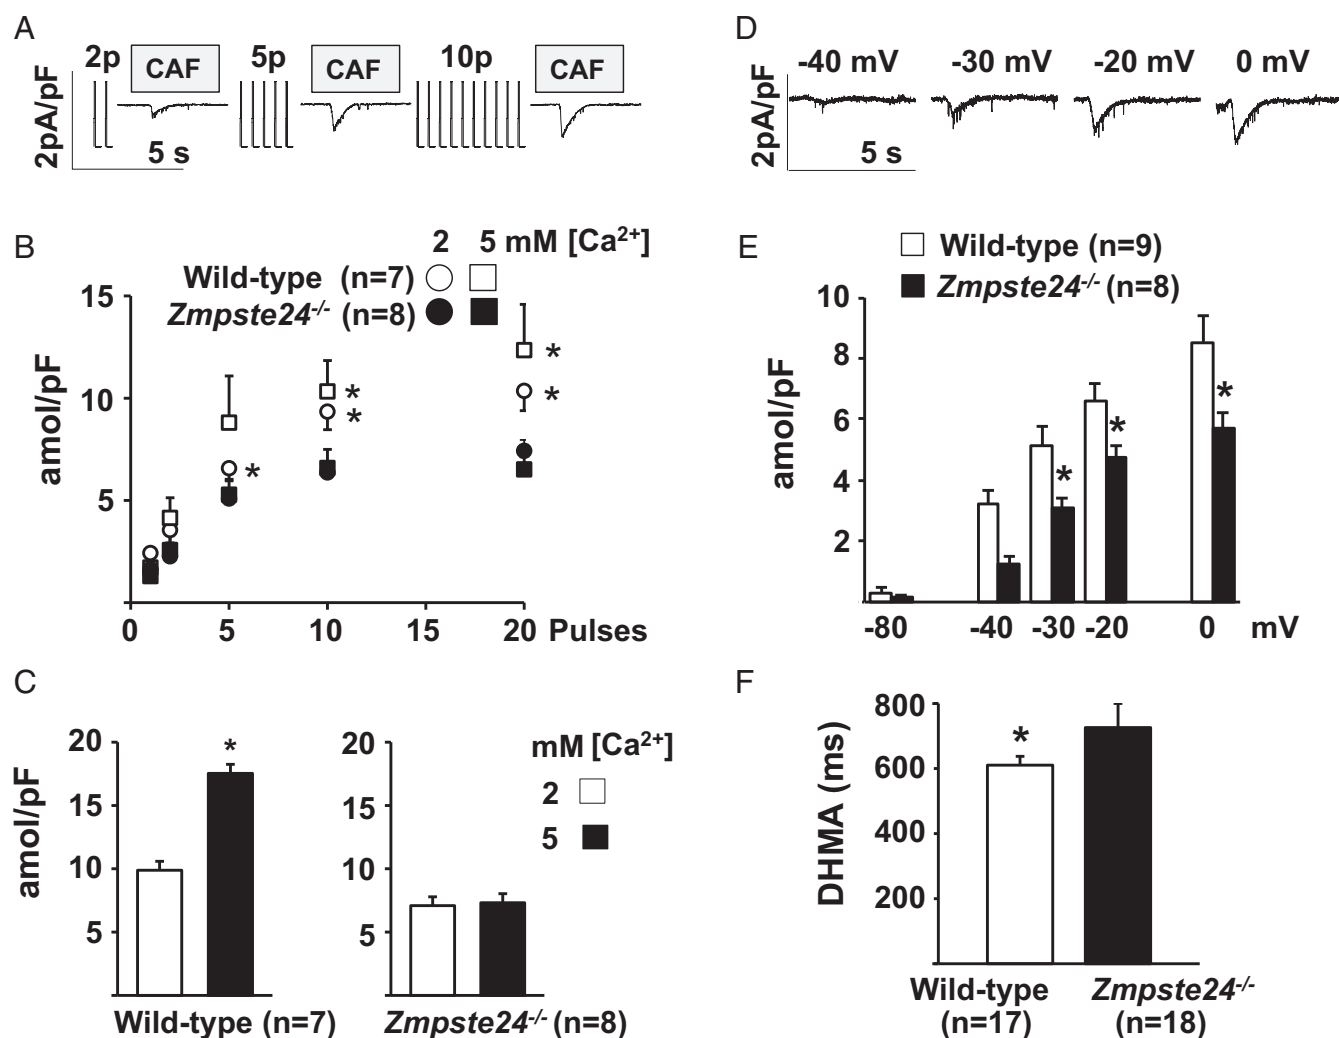 A
2p CAF 5p CAF 10p CAF
2pA/pF
5 s
B
2 5 mM [Ca²⁺]
Wild-type (n=7)
Zmpste24⁻/⁻ (n=8)
amol/pF
15
10
5
*
*
*
*
*
0 5 10 15 20 Pulses
C
amol/pF
20
15
10
5
*
Wild-type (n=7)
20
15
10
5
Zmpste24⁻/⁻ (n=8)
mM [Ca²⁺]
2
5
D
-40 mV -30 mV -20 mV 0 mV
2pA/pF
5 s
E
Wild-type (n=9)
Zmpste24⁻/⁻ (n=8)
amol/pF
10
8
6
4
2
*
*
*
-80 -40 -30 -20 0 mV
F
DHMA (ms)
800
600
400
200
*
Wild-type
(n=17)
Zmpste24⁻/⁻
(n=18)